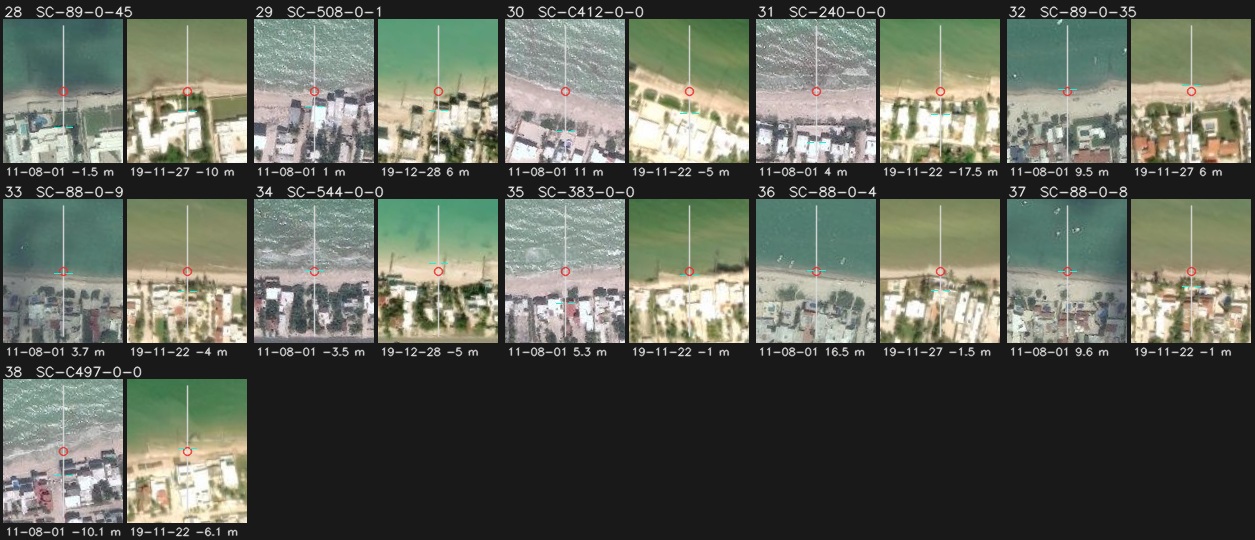 28 SC-89-0-45
29 SC-508-0-1
30 SC-C412-0-0
31 SC-240-0-0
32 SC-89-0-35
11-08-01 -1.5 m 19-11-27 -10 m
11-08-01 1 m 19-12-28 6 m
11-08-01 11 m 19-11-22 -5 m
11-08-01 4 m 19-11-22 -17.5 m
11-08-01 9.5 m 19-11-27 6 m
33 SC-88-0-9
34 SC-544-0-0
35 SC-383-0-0
36 SC-88-0-4
37 SC-88-0-8
11-08-01 3.7 m 19-11-22 -4 m
11-08-01 -3.5 m 19-12-28 -5 m
11-08-01 5.3 m 19-11-22 -1 m
11-08-01 16.5 m 19-11-27 -1.5 m
11-08-01 9.6 m 19-11-22 -1 m
38 SC-C497-0-0
11-08-01 -10.1 m 19-11-22 -6.1 m